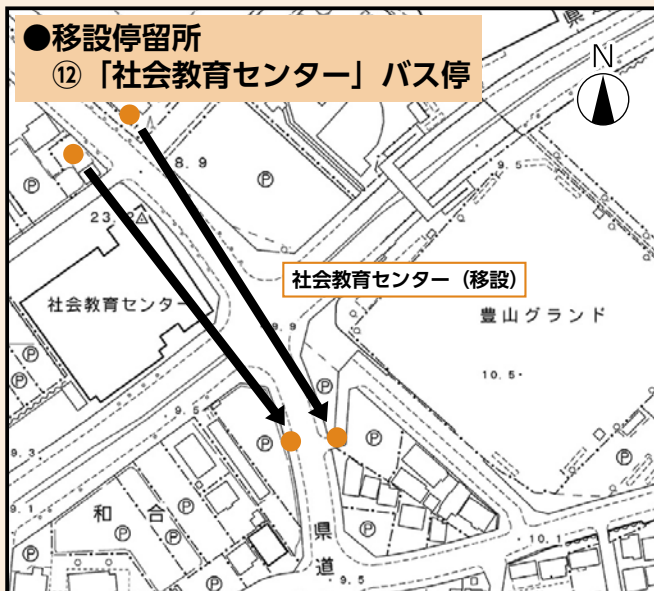 ●移設停留所
⑫「社会教育センター」バス停
N
県
8.9
9.5
Ⓟ
Ⓟ
23.2
社会教育センター
社会教育センター（移設）
9.9
豊山グランド
10.5
Ⓟ
Ⓟ
Ⓟ
9.5
Ⓟ
Ⓟ
Ⓟ
9.3
Ⓟ
9.1
和合
Ⓟ
Ⓟ
県道
Ⓟ
10.1
Ⓟ
Ⓟ
9.5